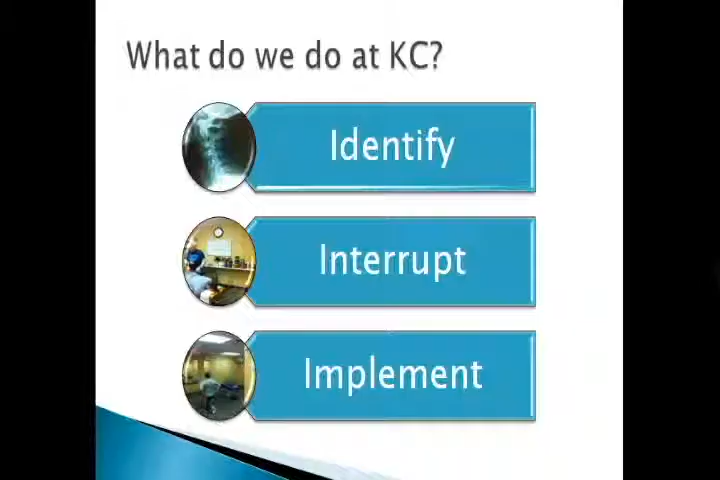 What do we do at KC?
Identify
Interrupt
Implement